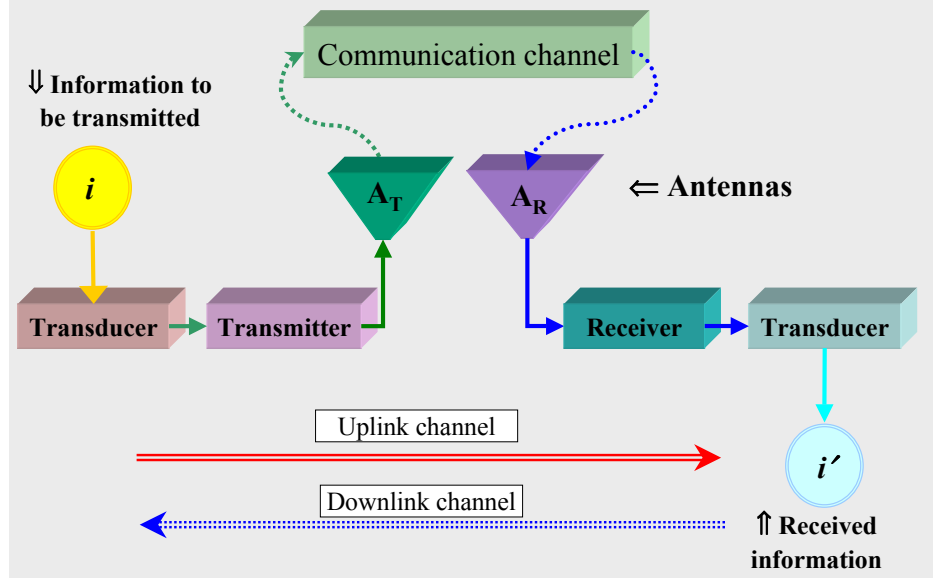 Communication channel
⇓ Information to
be transmitted
i
A_T
A_R
⇐ Antennas
Transducer
Transmitter
Receiver
Transducer
Uplink channel
i′
Downlink channel
⇑ Received
information